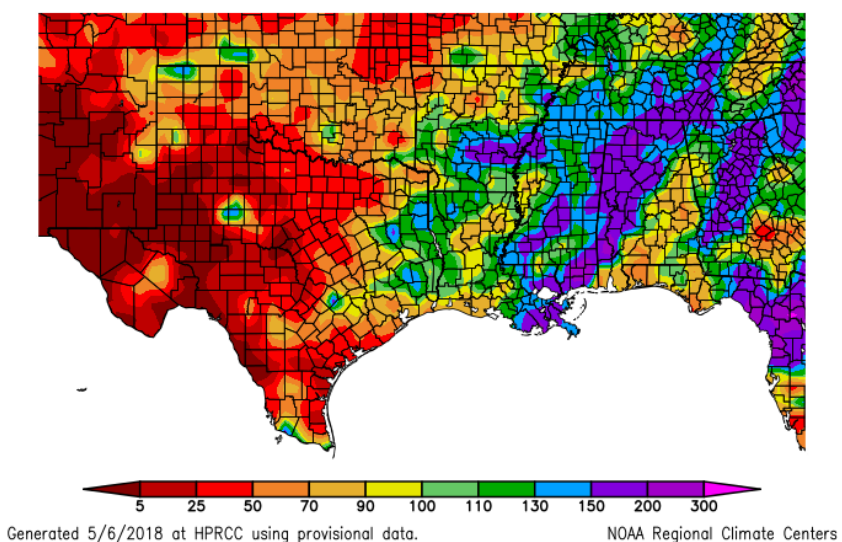 5 25 50 70 90 100 110 130 150 200 300
Generated 5/6/2018 at HPRCC using provisional data. NOAA Regional Climate Centers